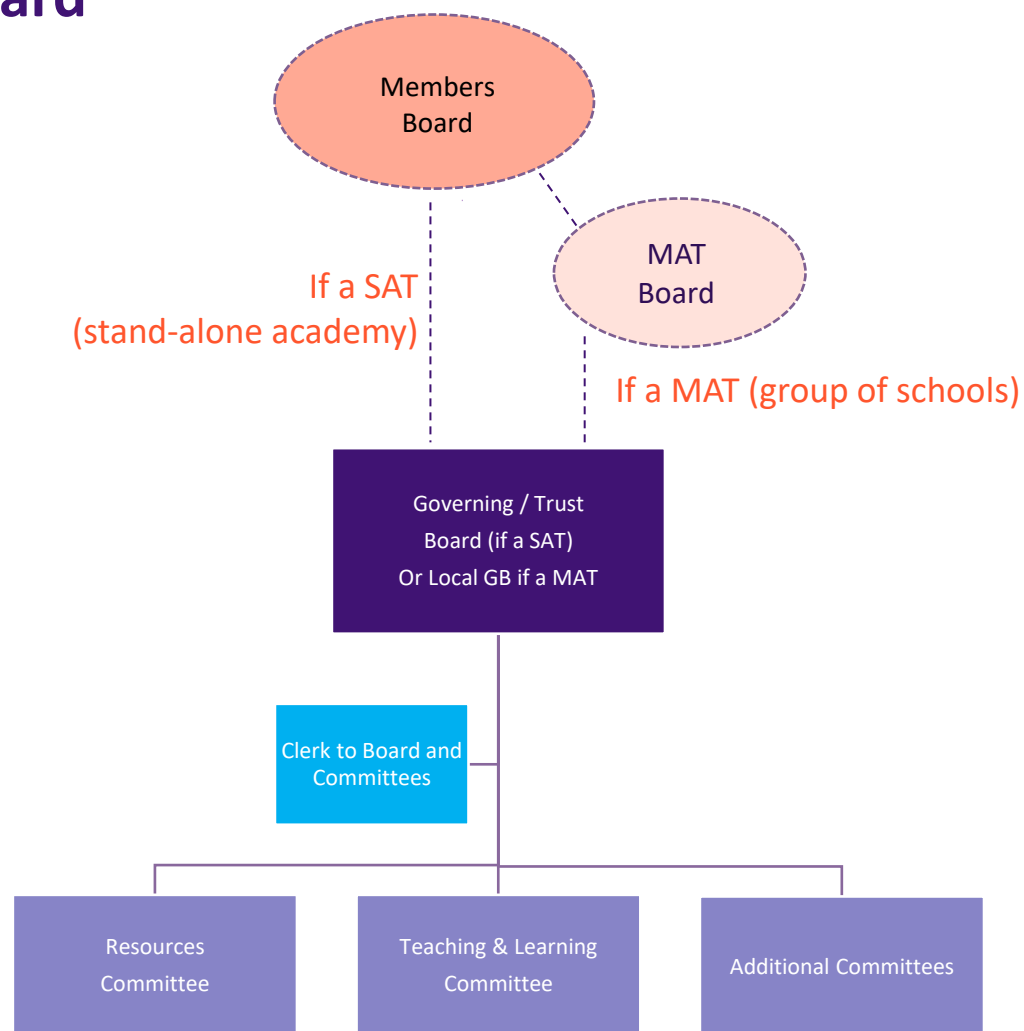 Members
Board
MAT
Board
If a SAT
(stand-alone academy)
If a MAT (group of schools)
Governing / Trust
Board (if a SAT)
Or Local GB if a MAT
Clerk to Board and
Committees
Resources
Committee
Teaching & Learning
Committee
Additional Committees